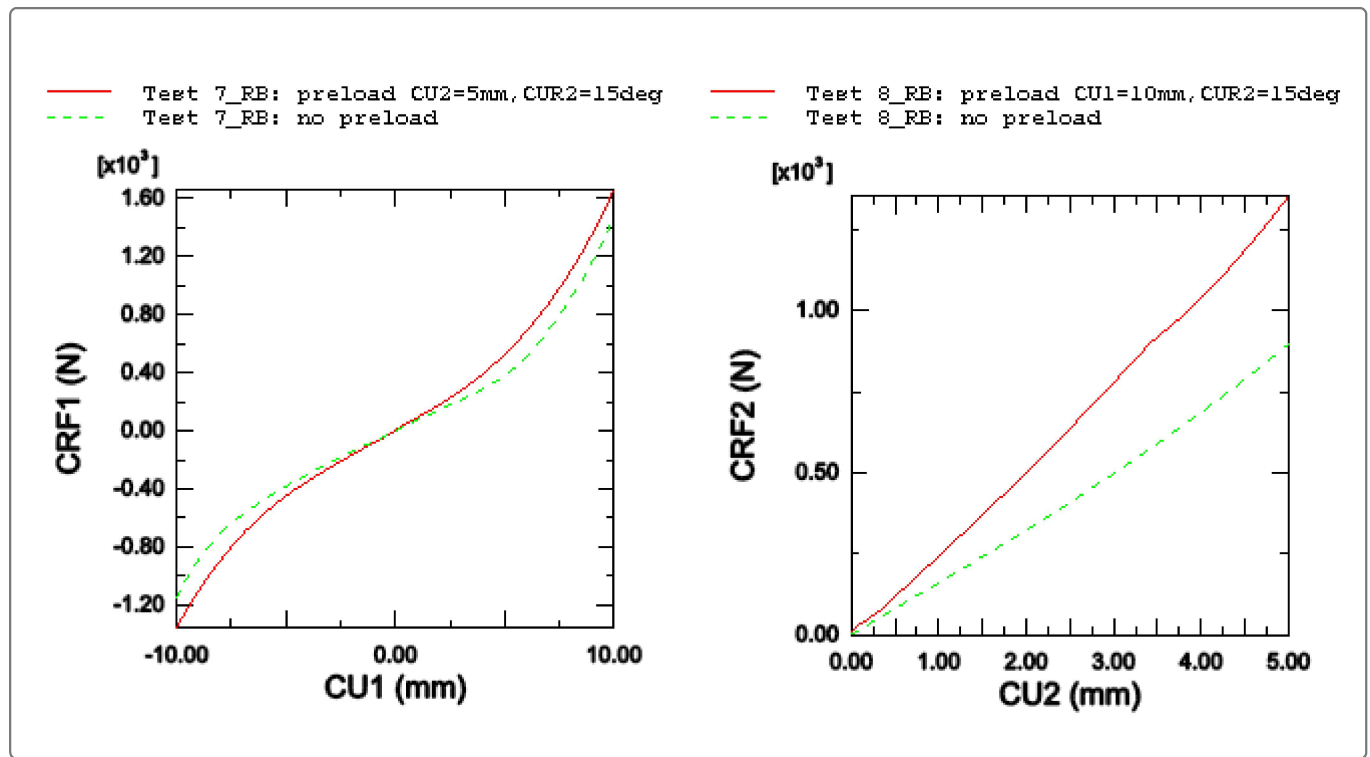 Test 7_RB: preload CU2=5mm,CUR2=15deg
Test 7_RB: no preload
[x10³]
1.60
1.20
0.80
0.40
0.00
-0.40
-0.80
-1.20
CRF1 (N)
-10.00 0.00 10.00
CU1 (mm)
Test 8_RB: preload CU1=10mm,CUR2=15deg
Test 8_RB: no preload
[x10³]
1.00
0.50
0.00
CRF2 (N)
0.00 1.00 2.00 3.00 4.00 5.00
CU2 (mm)